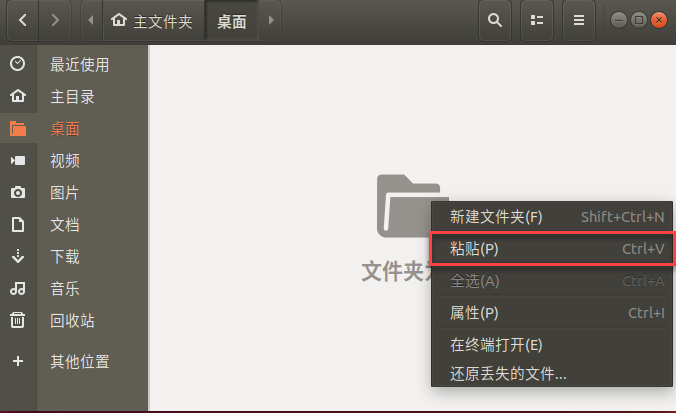 主文件夹 桌面
最近使用
主目录
桌面
视频
图片
文档
下载
音乐
回收站
其他位置
文件夹
新建文件夹(F) Shift+Ctrl+N
粘贴(P) Ctrl+V
全选(A) Ctrl+A
属性(P) Ctrl+I
在终端打开(E)
还原丢失的文件...